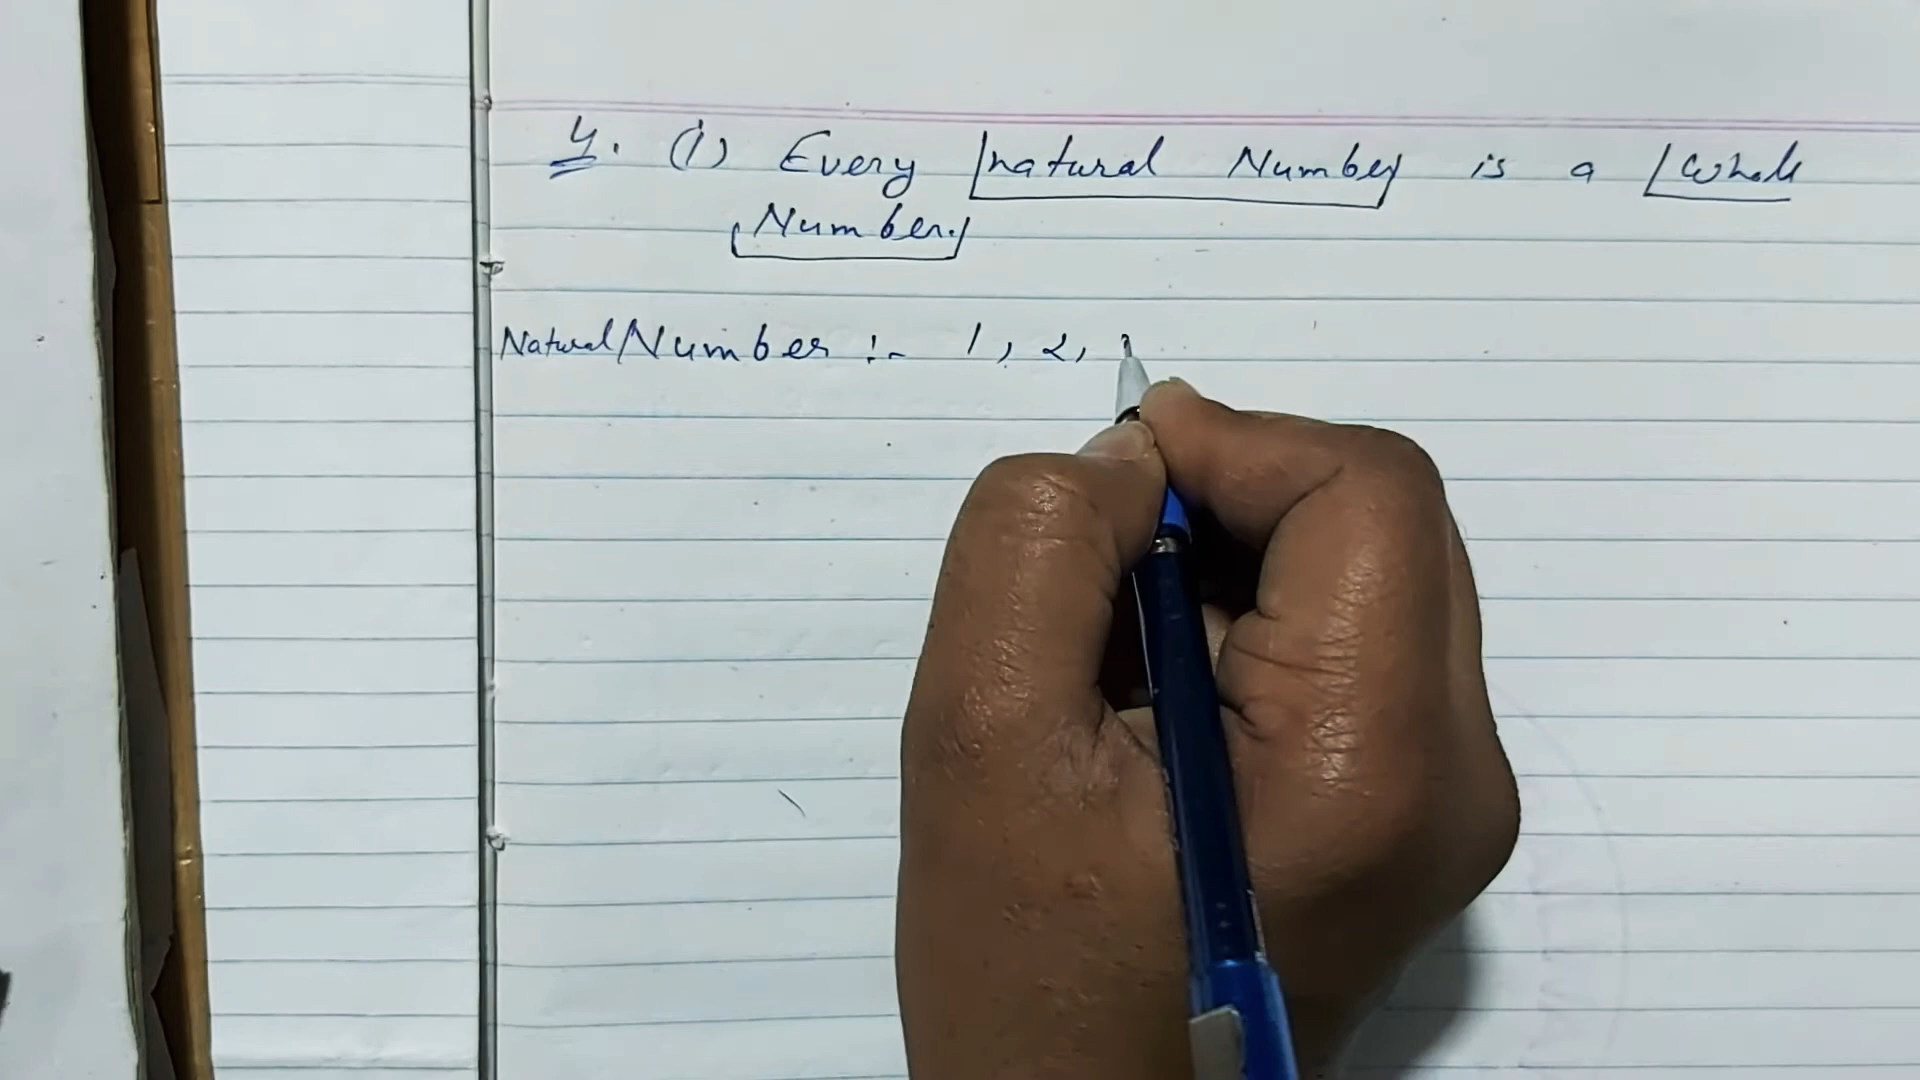 4. (i) Every natural Number is a whole
Number.
Natural Number :- 1, 2,